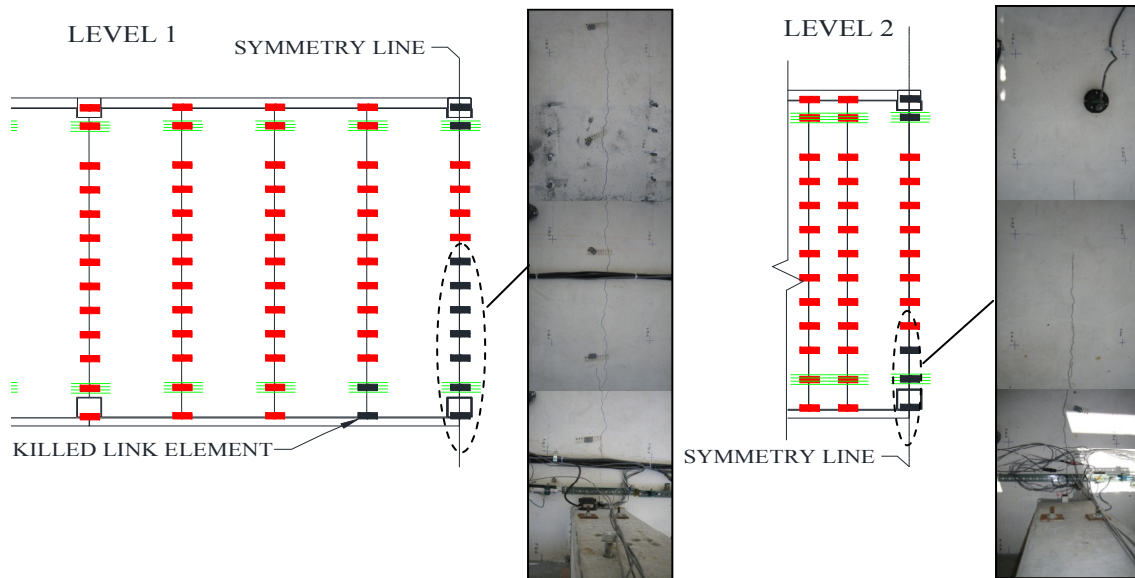 LEVEL 1
SYMMETRY LINE
LEVEL 2
KILLED LINK ELEMENT
SYMMETRY LINE